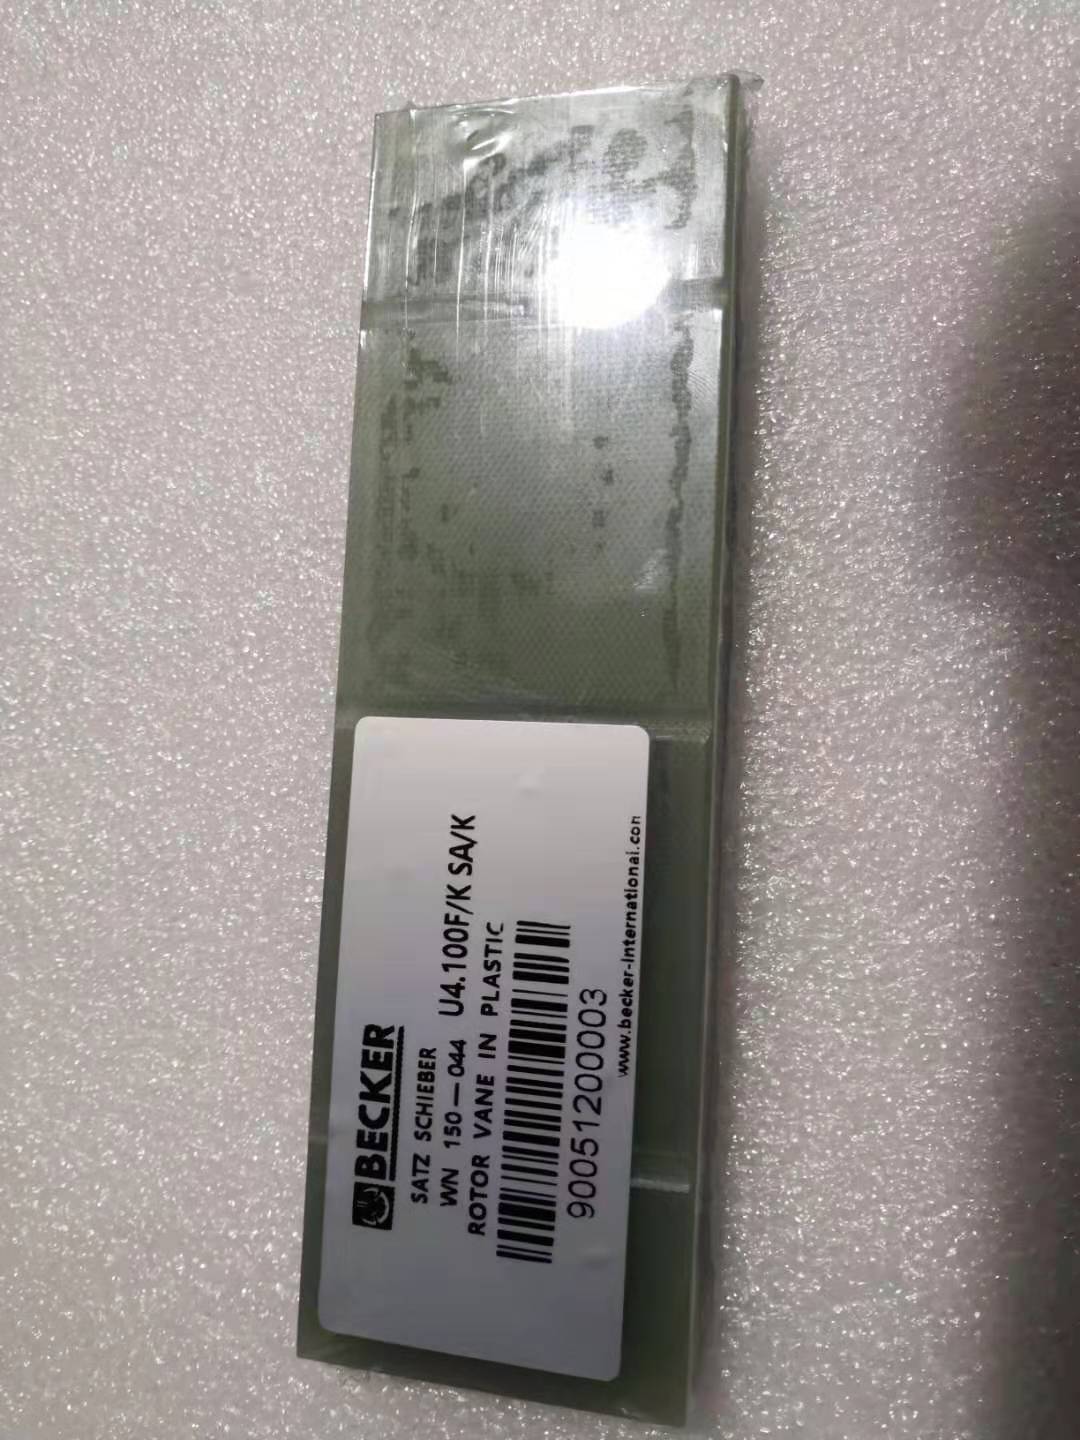 BECKER
SATZ SCHIEBER
WN 150-044 U4.100F/K SA/K
ROTOR VANE IN PLASTIC
90051200003
www.becker-international.com